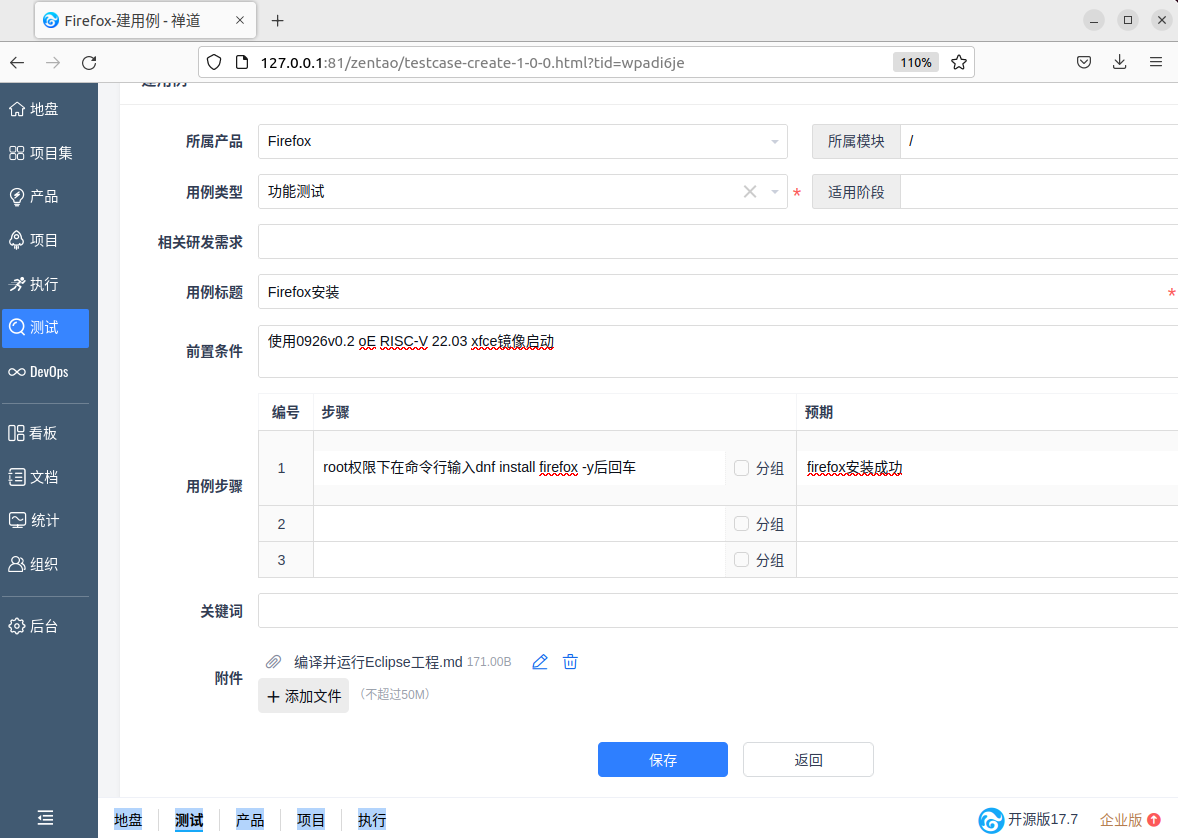 Firefox-建用例 - 禅道
127.0.0.1:81/zentao/testcase-create-1-0-0.html?tid=wpadi6je
110%
地盘
项目集
产品
项目
执行
测试
DevOps
看板
文档
统计
组织
后台
建用例
所属产品 Firefox 所属模块 /
用例类型 功能测试 * 适用阶段
相关研发需求
用例标题 Firefox安装 *
前置条件 使用0926v0.2 oE RISC-V 22.03 xfce镜像启动
用例步骤
编号 步骤 预期
1 root权限下在命令行输入dnf install firefox -y后回车 分组 firefox安装成功
2 分组
3 分组
关键词
附件
编译并运行Eclipse工程.md 171.00B
添加文件 (不超过50M)
保存 返回
地盘 测试 产品 项目 执行 开源版17.7 企业版